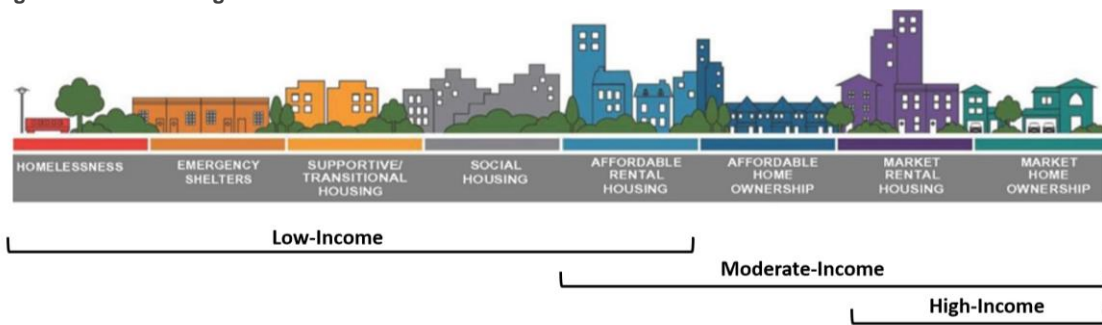 HOMELESSNESS
EMERGENCY
SHELTERS
SUPPORTIVE/
TRANSITIONAL
HOUSING
SOCIAL
HOUSING
AFFORDABLE
RENTAL
HOUSING
AFFORDABLE
HOME
OWNERSHIP
MARKET
RENTAL
HOUSING
MARKET
HOME
OWNERSHIP
Low-Income
Moderate-Income
High-Income